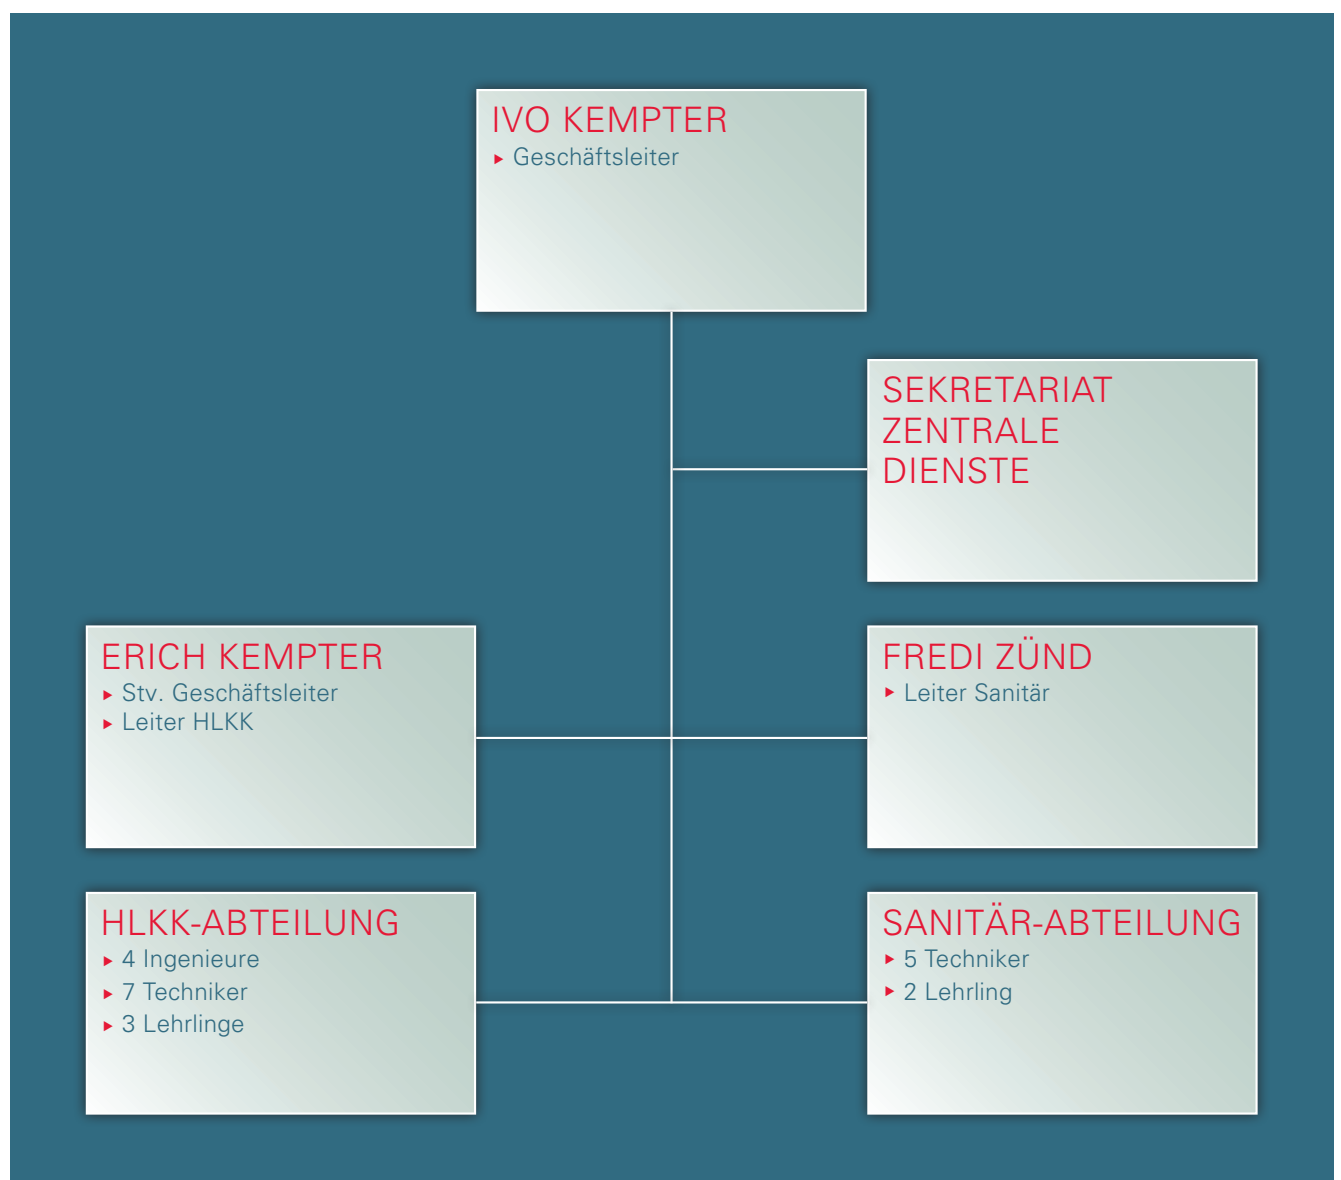 IVO KEMPTER
▸ Geschäftsleiter
SEKRETARIAT
ZENTRALE
DIENSTE
ERICH KEMPTER
▸ Stv. Geschäftsleiter
▸ Leiter HLKK
FREDI ZÜND
▸ Leiter Sanitär
HLKK-ABTEILUNG
▸ 4 Ingenieure
▸ 7 Techniker
▸ 3 Lehrlinge
SANITÄR-ABTEILUNG
▸ 5 Techniker
▸ 2 Lehrling